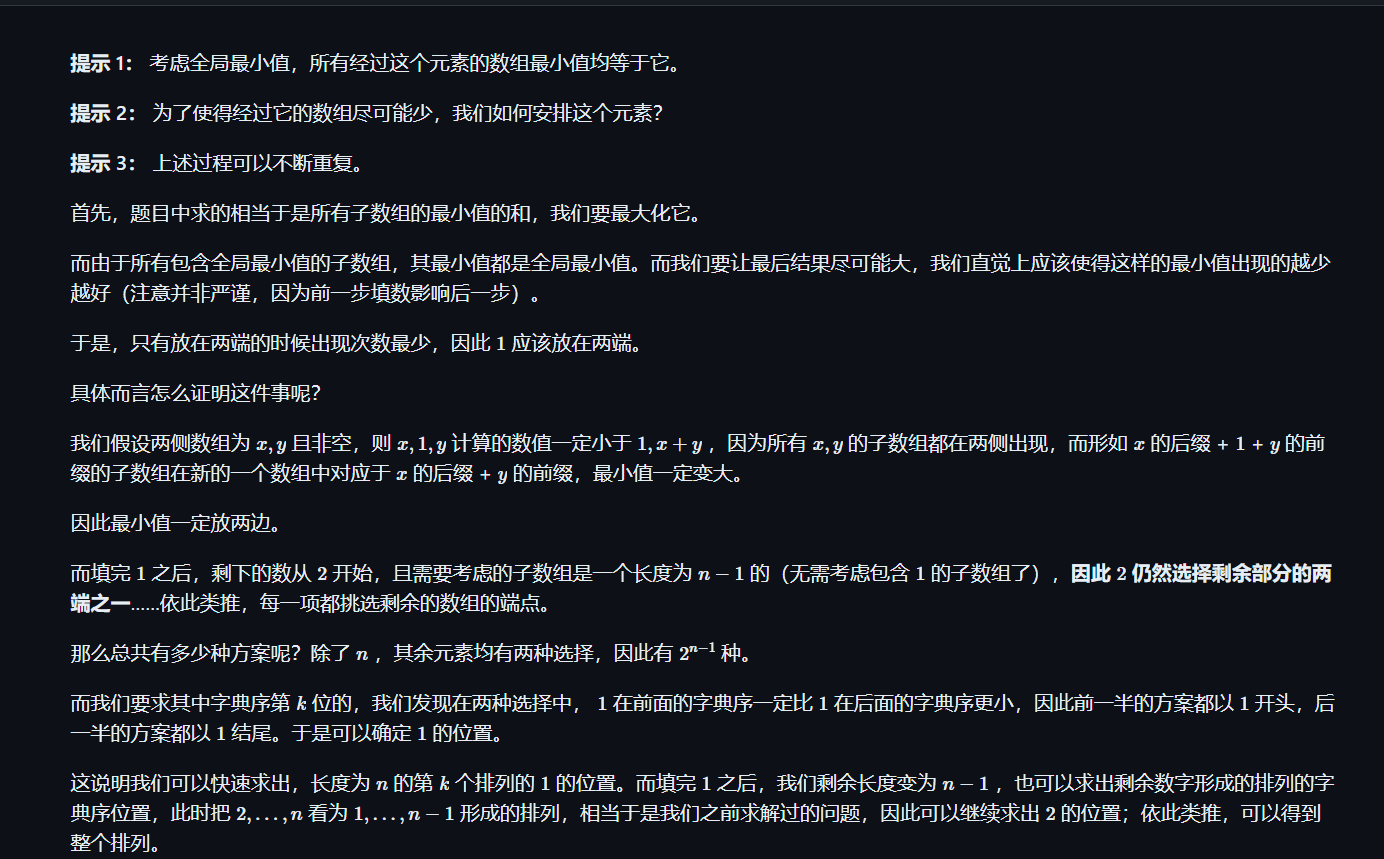 提示 1： 考虑全局最小值，所有经过这个元素的数组最小值均等于它。
提示 2： 为了使得经过它的数组尽可能少，我们如何安排这个元素？
提示 3： 上述过程可以不断重复。
首先，题目中求的相当于是所有子数组的最小值的和，我们要最大化它。
而由于所有包含全局最小值的子数组，其最小值都是全局最小值。而我们要让最后结果尽可能大，我们直觉上应该使得这样的最小值出现的越少
越好（注意并非严谨，因为前一步填数影响后一步）。
于是，只有放在两端的时候出现次数最少，因此 1 应该放在两端。
具体而言怎么证明这件事呢？
我们假设两侧数组为 x, y 且非空，则 x, 1, y 计算的数值一定小于 1, x + y ，因为所有 x, y 的子数组都在两侧出现，而形如 x 的后缀 + 1 + y 的前
缀的子数组在新的一个数组中对应于 x 的后缀 + y 的前缀，最小值一定变大。
因此最小值一定放两边。
而填完 1 之后，剩下的数从 2 开始，且需要考虑的子数组是一个长度为 n − 1 的（无需考虑包含 1 的子数组了），因此 2 仍然选择剩余部分的两
端之一......依此类推，每一项都挑选剩余的数组的端点。
那么总共有多少种方案呢？除了 n ，其余元素均有两种选择，因此有 2^{n−1} 种。
而我们要求其中字典序第 k 位的，我们发现在两种选择中， 1 在前面的字典序一定比 1 在后面的字典序更小，因此前一半的方案都以 1 开头，后
一半的方案都以 1 结尾。于是可以确定 1 的位置。
这说明我们可以快速求出，长度为 n 的第 k 个排列的 1 的位置。而填完 1 之后，我们剩余长度变为 n − 1 ，也可以求出剩余数字形成的排列的字
典序位置，此时把 2, . . . , n 看为 1, . . . , n − 1 形成的排列，相当于是我们之前求解过的问题，因此可以继续求出 2 的位置；依此类推，可以得到
整个排列。